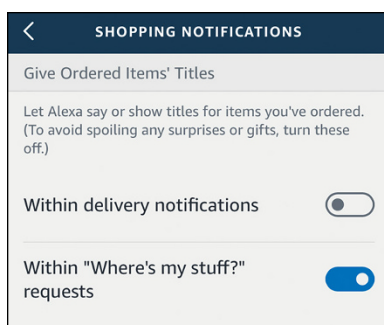 SHOPPING NOTIFICATIONS
Give Ordered Items' Titles
Let Alexa say or show titles for items you've ordered.
(To avoid spoiling any surprises or gifts, turn these
off.)
Within delivery notifications
Within "Where's my stuff?"
requests